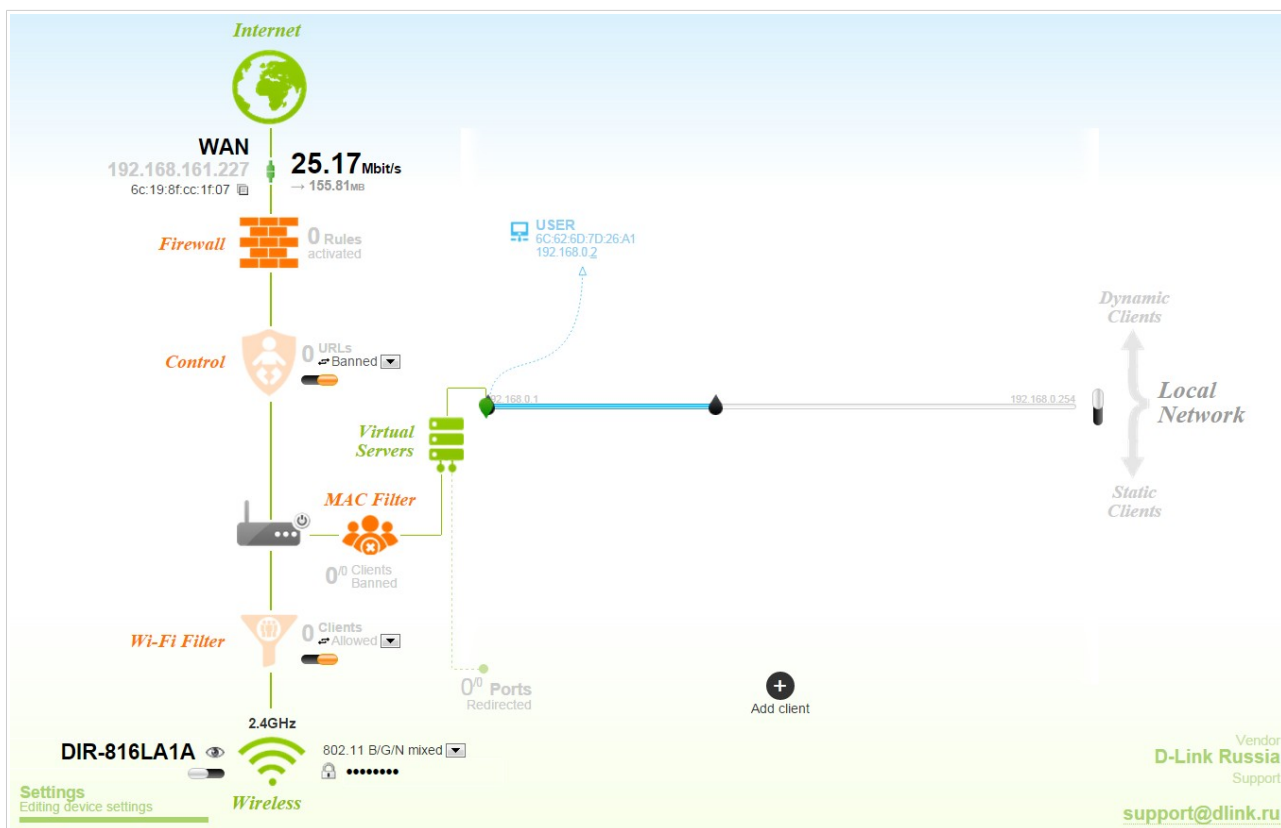 Internet
WAN
192.168.161.227
6c:19:8f:cc:1f:07
25.17 Mbit/s
→ 155.81MB
Firewall
0 Rules
activated
USER
6C:62:6D:7D:26:A1
192.168.0.2
Dynamic
Clients
Control
0 URLs
Banned
192.168.0.1
192.168.0.254
Local
Network
Virtual
Servers
Static
Clients
MAC Filter
0/0 Clients
Banned
Wi-Fi Filter
0 Clients
Allowed
0/0 Ports
Redirected
Add client
2.4GHz
DIR-816LA1A
802.11 B/G/N mixed
••••••••
Wireless
Settings
Editing device settings
Vendor
D-Link Russia
Support
support@dlink.ru